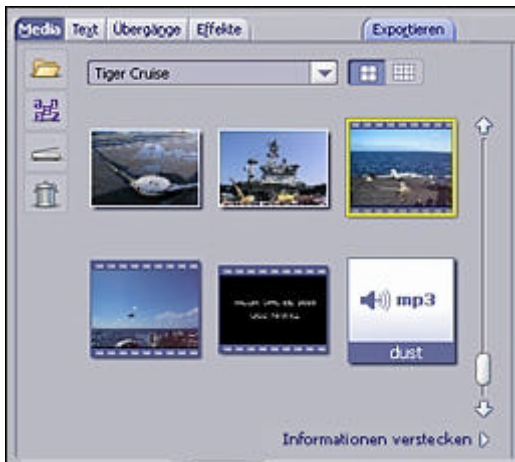 Media Text Übergänge Effekte Exportieren
Tiger Cruise
mp3
dust
Informationen verstecken